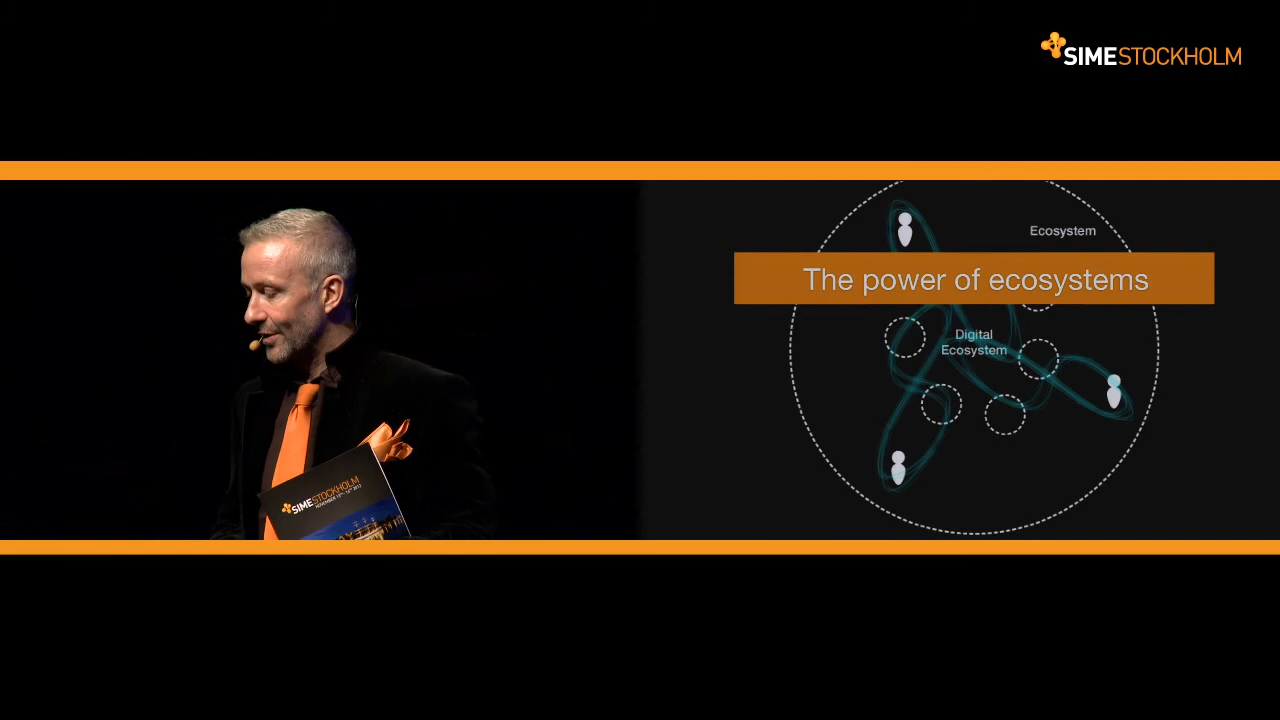 SIMESTOCKHOLM
Ecosystem
The power of ecosystems
Digital
Ecosystem
SIMESTOCKHOLM